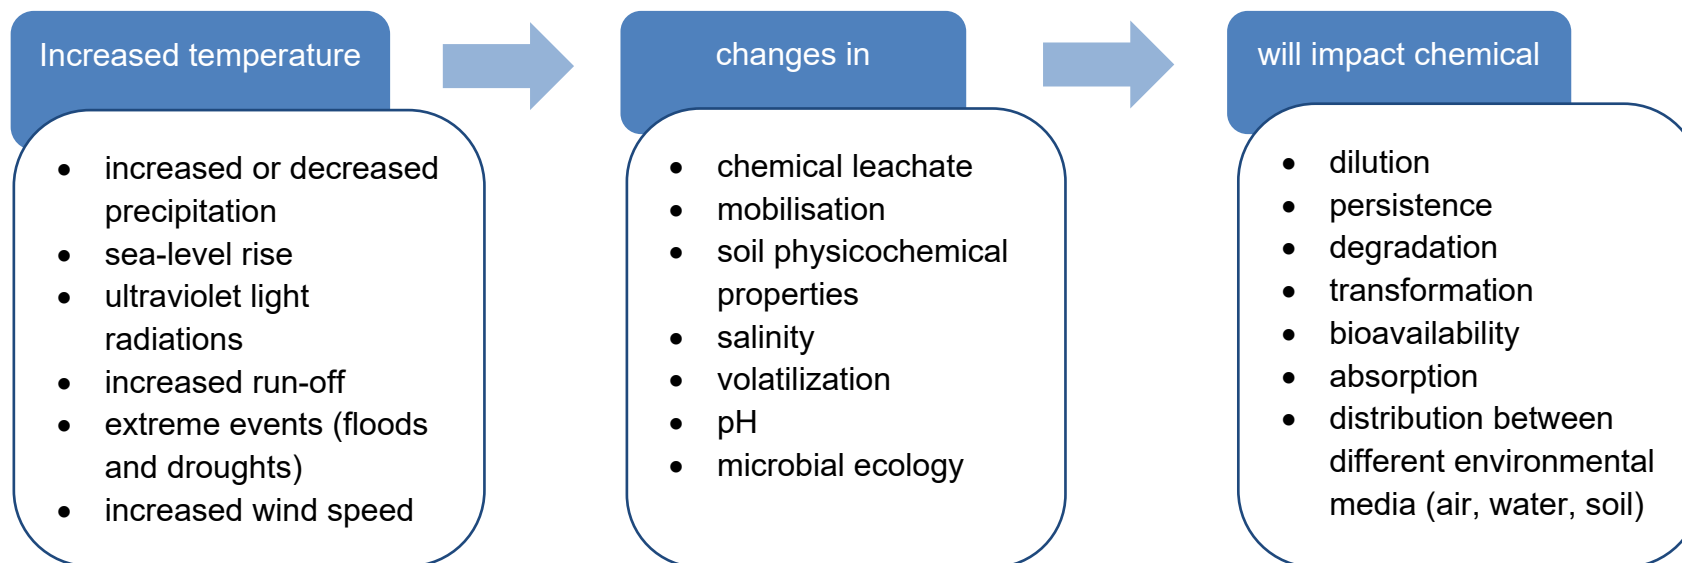 Increased temperature
• increased or decreased
precipitation
• sea-level rise
• ultraviolet light
radiations
• increased run-off
• extreme events (floods
and droughts)
• increased wind speed
changes in
• chemical leachate
• mobilisation
• soil physicochemical
properties
• salinity
• volatilization
• pH
• microbial ecology
will impact chemical
• dilution
• persistence
• degradation
• transformation
• bioavailability
• absorption
• distribution between
different environmental
media (air, water, soil)